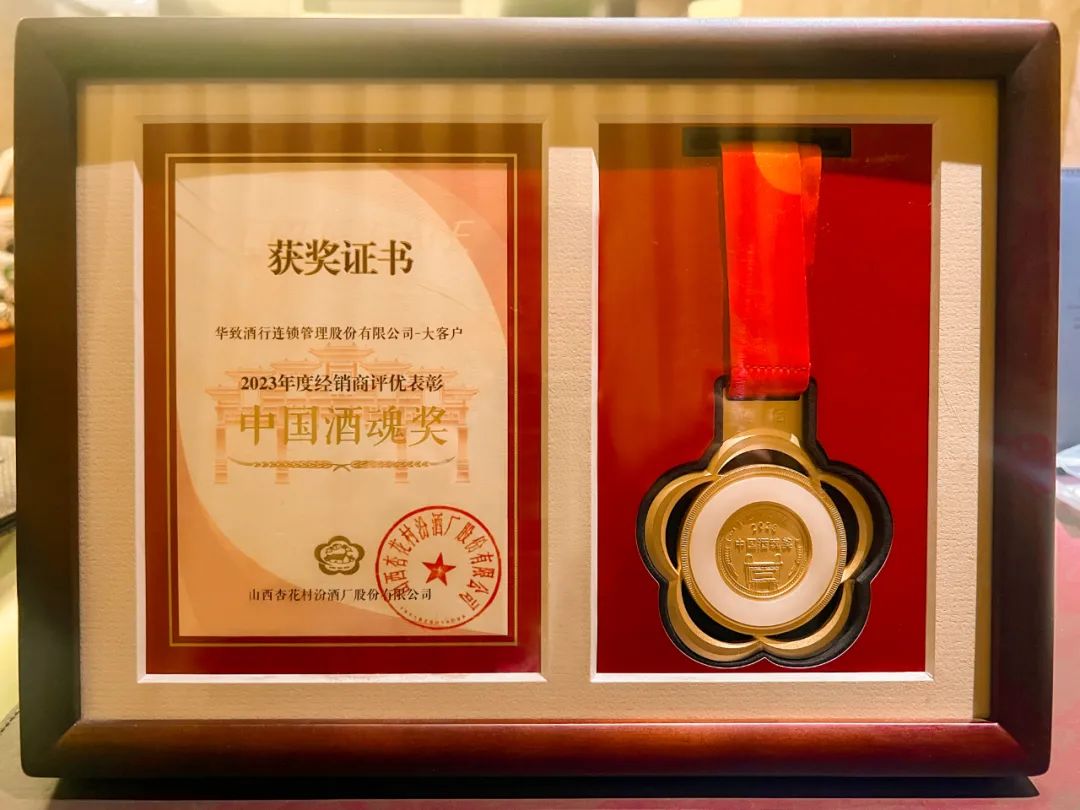 获奖证书
华致酒行连锁管理股份有限公司-大客户
2023年度经销商评优表彰
中国酒魂奖
山西杏花村汾酒厂股份有限公司
山西杏花村汾酒厂股份有限公司
中国酒魂奖